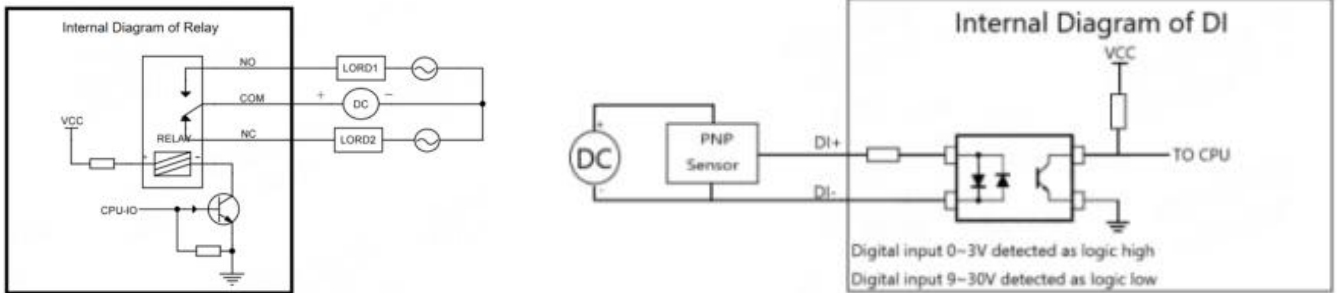 Internal Diagram of Relay
NO
LORD1
COM
+
DC
−
VCC
RELAY
NC
LORD2
+
-
CPU-IO
Internal Diagram of DI
VCC
+
DC
-
PNP
Sensor
DI+
DI-
TO CPU
Digital input 0~3V detected as logic high
Digital input 9~30V detected as logic low